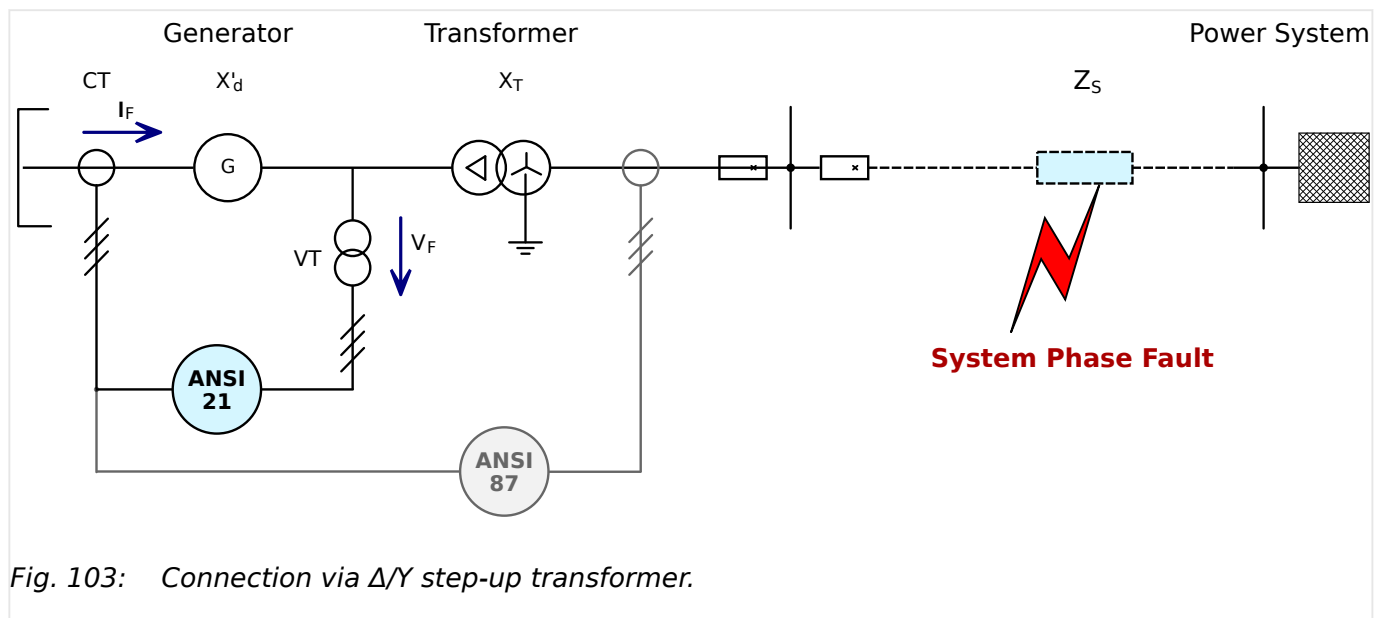 Generator Transformer Power System
CT X'd XT ZS
IF
G
VT VF
ANSI
21
System Phase Fault
ANSI
87
Fig. 103: Connection via Δ/Y step-up transformer.